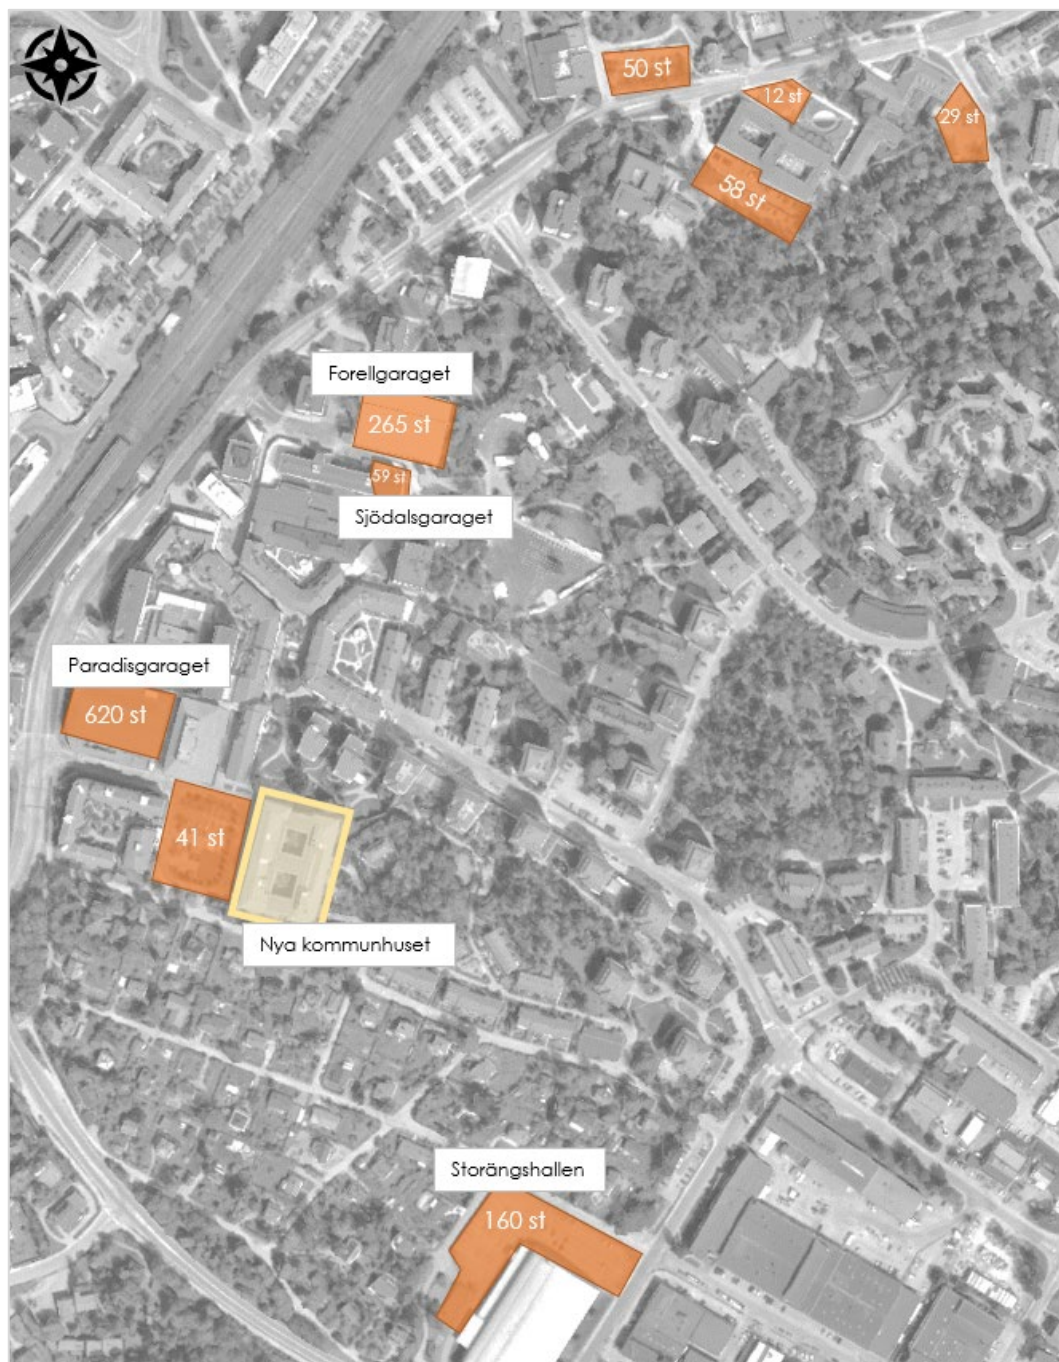 50 st
12 st
29 st
58 st
Forellgaraget
265 st
59 st
Sjödalsgaraget
Paradisgaraget
620 st
41 st
Nya kommunhuset
Storängshallen
160 st